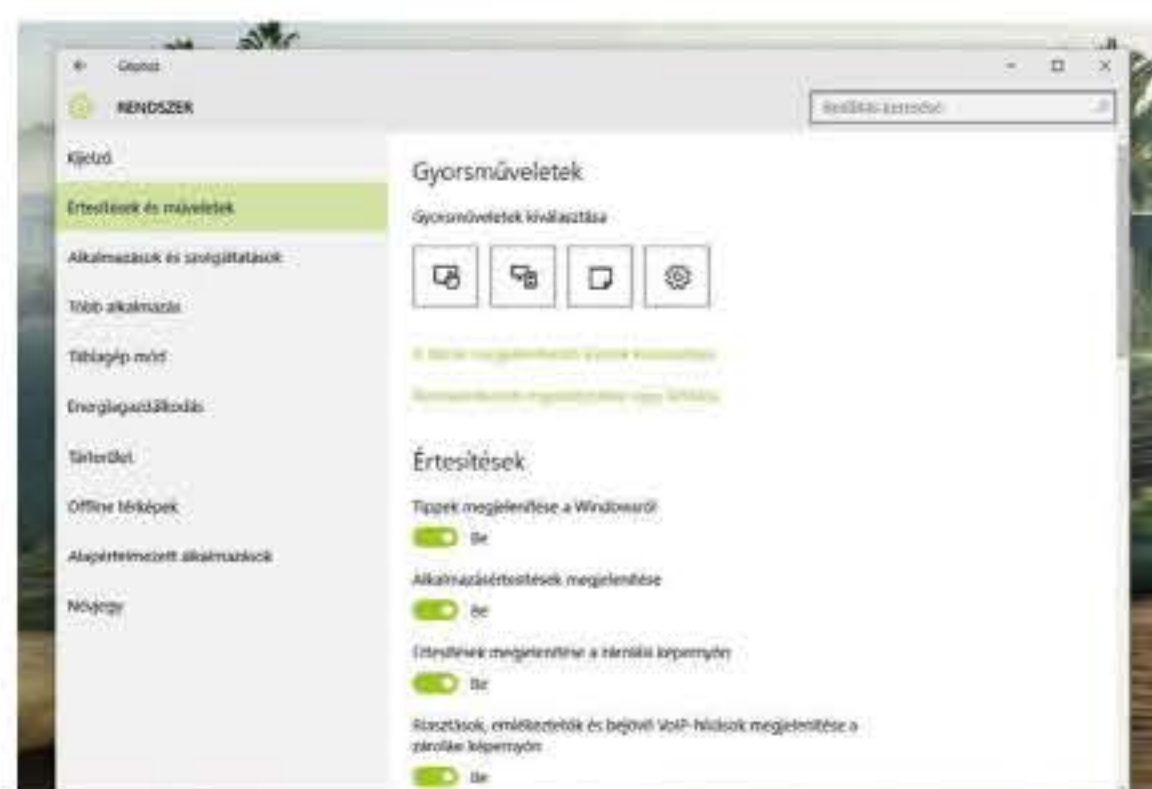 RENDSZER
Beállítás keresése
Kijelző
Értesítések és műveletek
Alkalmazások és szolgáltatások
Több alkalmazás
Táblagép mód
Energiagazdálkodás
Tárterület
Offline térképek
Alapértelmezett alkalmazások
Névjegy
Gyorsműveletek
Gyorsműveletek kiválasztása
Értesítések
Tippek megjelenítése a Windowsról
Be
Alkalmazásértesítések megjelenítése
Be
Értesítések megjelenítése a zárolási képernyőn
Be
Riasztások, emlékeztetők és bejövő VoIP-hívások megjelenítése a
zárolási képernyőn
Be